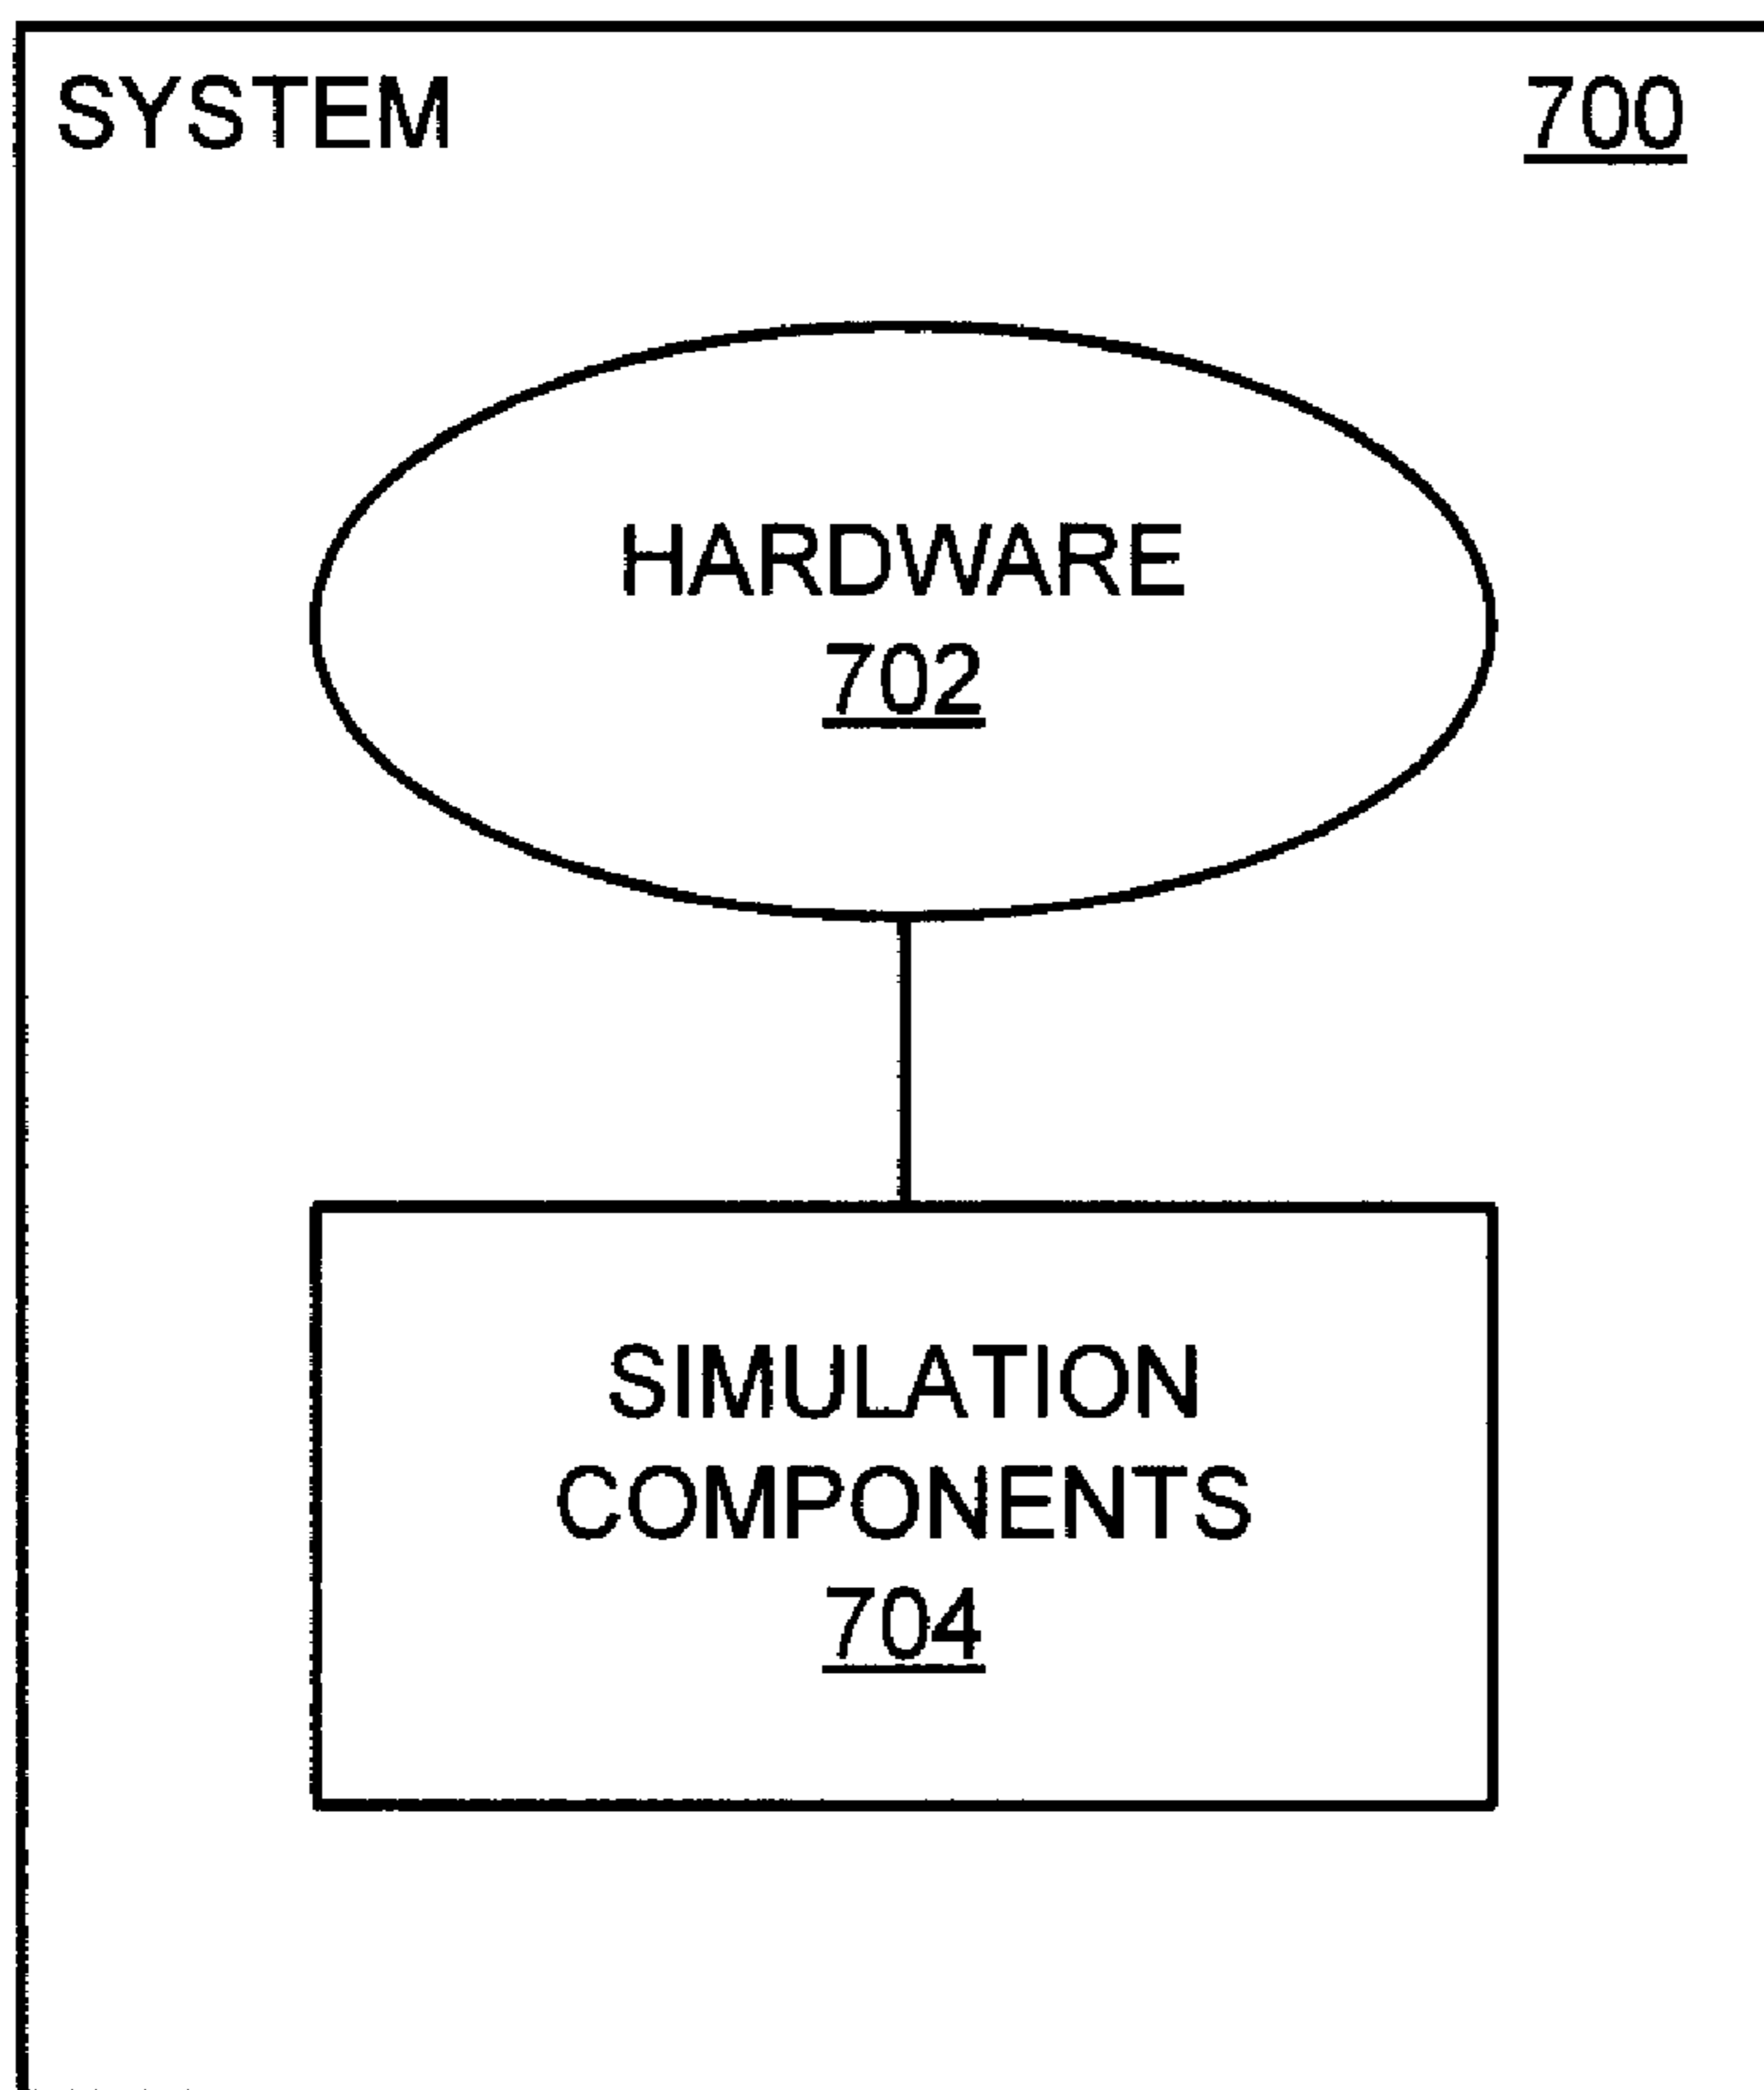 SYSTEM 700
HARDWARE
702
SIMULATION
COMPONENTS
704